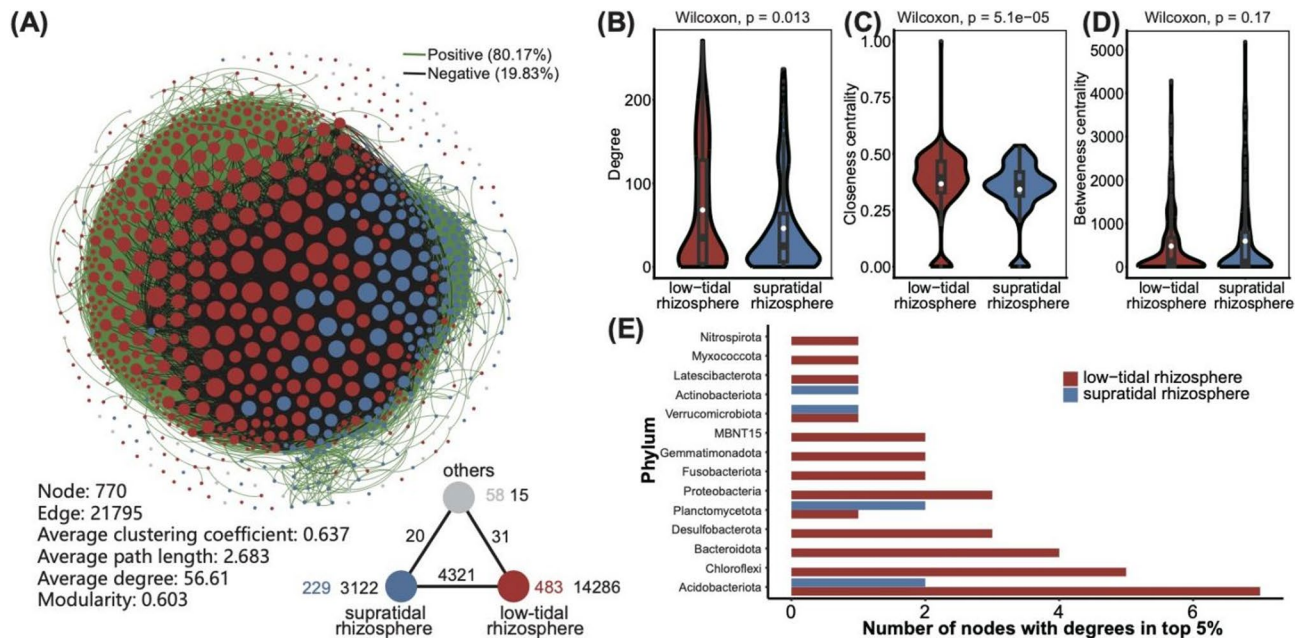 (A)
Positive (80.17%)
Negative (19.83%)
Node: 770
Edge: 21795
Average clustering coefficient: 0.637
Average path length: 2.683
Average degree: 56.61
Modularity: 0.603
others
58 15
20 31
4321
229 3122
483 14286
supratidal
rhizosphere
low-tidal
rhizosphere
(B)
Wilcoxon, p = 0.013
Degree
200
100
0
low-tidal
rhizosphere
supratidal
rhizosphere
(C)
Wilcoxon, p = 5.1e−05
Closeness centrality
1.00
0.75
0.50
0.25
0.00
low-tidal
rhizosphere
supratidal
rhizosphere
(D)
Wilcoxon, p = 0.17
Betweeness centrality
5000
4000
3000
2000
1000
0
low-tidal
rhizosphere
supratidal
rhizosphere
(E)
Phylum
Nitrospirota
Myxococcota
Latescibacterota
Actinobacteriota
Verrucomicrobiota
MBNT15
Gemmatimonadota
Fusobacteriota
Proteobacteria
Planctomycetota
Desulfobacterota
Bacteroidota
Chloroflexi
Acidobacteriota
low−tidal rhizosphere
supratidal rhizosphere
0 2 4 6
Number of nodes with degrees in top 5%